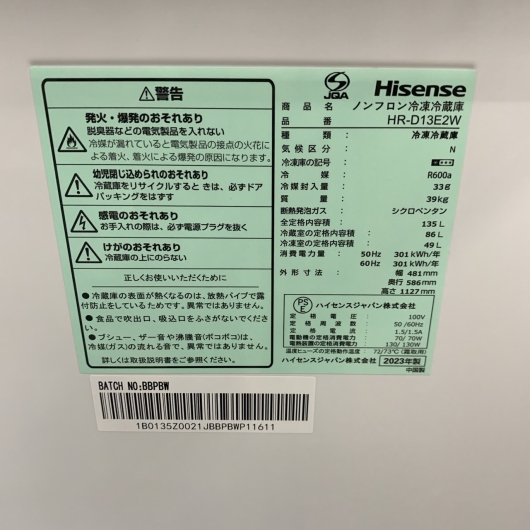 ⚠警告
発火・爆発のおそれあり
脱臭器などの電気製品を入れない
冷媒が漏れていると電気製品の接点の火花に
よる着火、着火による爆発の原因になります。
幼児閉じ込められのおそれあり
冷蔵庫をリサイクルするときは、必ずドア
パッキングをはずす
感電のおそれあり
お手入れの際は、必ず電源プラグを抜く
けがのおそれあり
冷蔵庫の上にのらない
正しくお使いいただくために
●冷蔵庫の表面が熱くなるのは、放熱パイプで露
付防止をしているためです。異常ではありません。
●食品で吹出口、吸込口をふさがないでくださ
い。
●プシュー、ザー音や沸騰音(ボコボコ)は、
冷媒(ガス)の流れる音で、異常ではありません。
詳しくは取扱説明書をご覧ください。
JQA
Hisense
商品名 ノンフロン冷凍冷蔵庫
品番 HR-D13E2W
種類: 冷凍冷蔵庫
気候区分: N
冷凍庫の記号:
冷媒: R600a
冷媒封入量: 33g
質量: 39kg
断熱発泡ガス: シクロペンタン
全定格内容積: 135L
冷蔵室の定格内容積: 86L
冷凍室の定格内容積: 49L
消費電力量: 50Hz 301kWh/年
60Hz 301kWh/年
外形寸法: 幅 481mm
奥行 586mm
高さ 1127mm
PSE ハイセンスジャパン株式会社
定格電圧: 100V
定格周波数: 50/60Hz
定格電流: 1.5/1.5A
電動機の定格消費電力: 70/70W
電熱装置の定格消費電力: 130/130W
温度ヒューズの定格動作温度: 72/73℃(霜取用)
ハイセンスジャパン株式会社 2023年製
中国製
BATCH NO:BBPBW
1B0135Z0021JBBPBWP11611